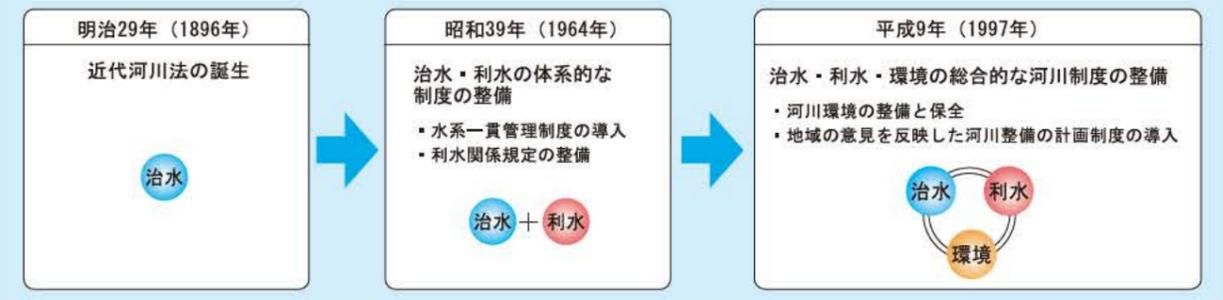 明治29年（1896年）
近代河川法の誕生
治水
昭和39年（1964年）
治水・利水の体系的な
制度の整備
・水系一貫管理制度の導入
・利水関係規定の整備
治水＋利水
平成9年（1997年）
治水・利水・環境の総合的な河川制度の整備
・河川環境の整備と保全
・地域の意見を反映した河川整備の計画制度の導入
治水 利水
環境